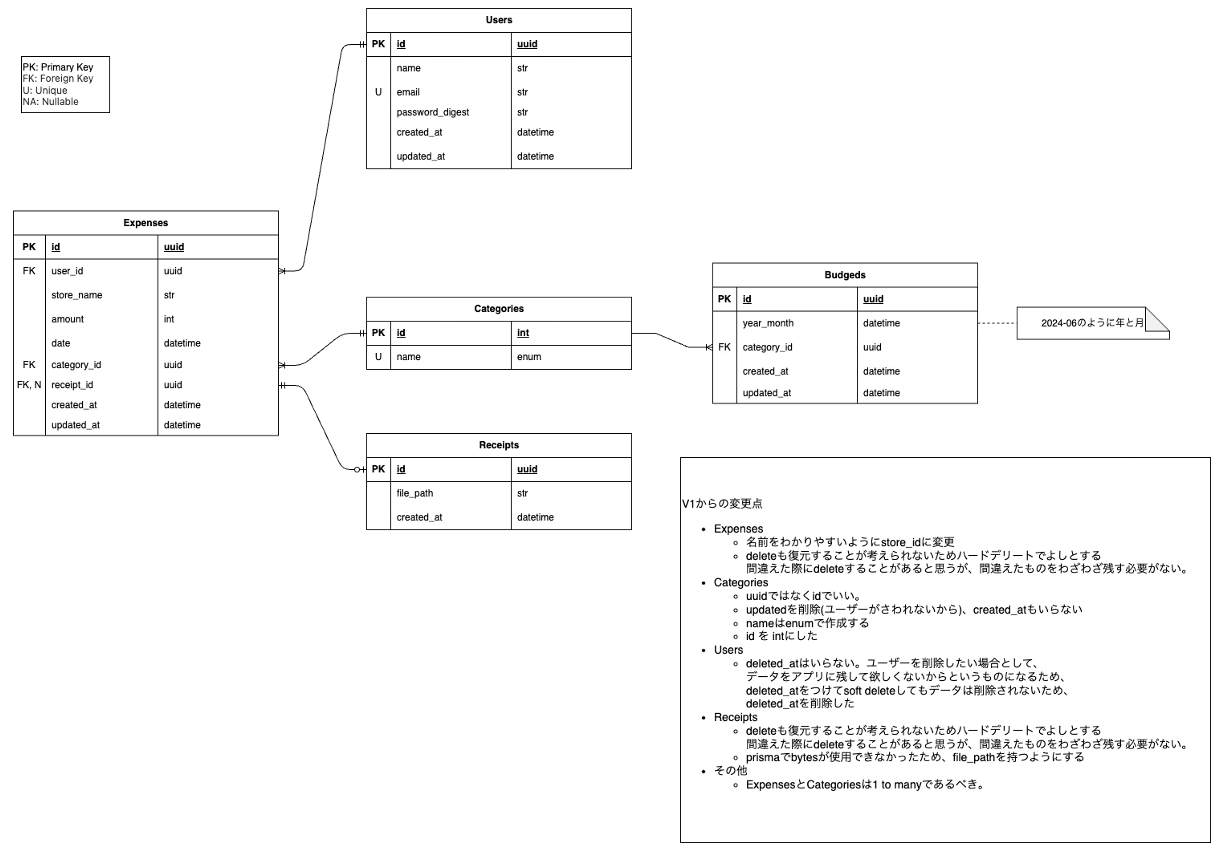 PK: Primary Key
FK: Foreign Key
U: Unique
NA: Nullable
Users
PK id uuid
name str
U email str
password_digest str
created_at datetime
updated_at datetime
Expenses
PK id uuid
FK user_id uuid
store_name str
amount int
date datetime
FK category_id uuid
FK, N receipt_id uuid
created_at datetime
updated_at datetime
Categories
PK id int
U name enum
Budgeds
PK id uuid
year_month datetime
FK category_id uuid
created_at datetime
updated_at datetime
2024-06のように年と月
Receipts
PK id uuid
file_path str
created_at datetime
V1からの変更点
• Expenses
○ 名前をわかりやすいようにstore_idに変更
○ deleteも復元することが考えられないためハードデリートでよしとする
間違えた際にdeleteすることがあると思うが、間違えたものをわざわざ残す必要がない。
• Categories
○ uuidではなくidでいい。
○ updatedを削除(ユーザーがさわれないから)、created_atもいらない
○ nameはenumで作成する
○ id を intにした
• Users
○ deleted_atはいらない。ユーザーを削除したい場合として、
データをアプリに残して欲しくないからというものになるため、
deleted_atをつけてsoft deleteしてもデータは削除されないため、
deleted_atを削除した
• Receipts
○ deleteも復元することが考えられないためハードデリートでよしとする
間違えた際にdeleteすることがあると思うが、間違えたものをわざわざ残す必要がない。
○ prismaでbytesが使用できなかったため、file_pathを持つようにする
• その他
○ ExpensesとCategoriesは1 to manyであるべき。